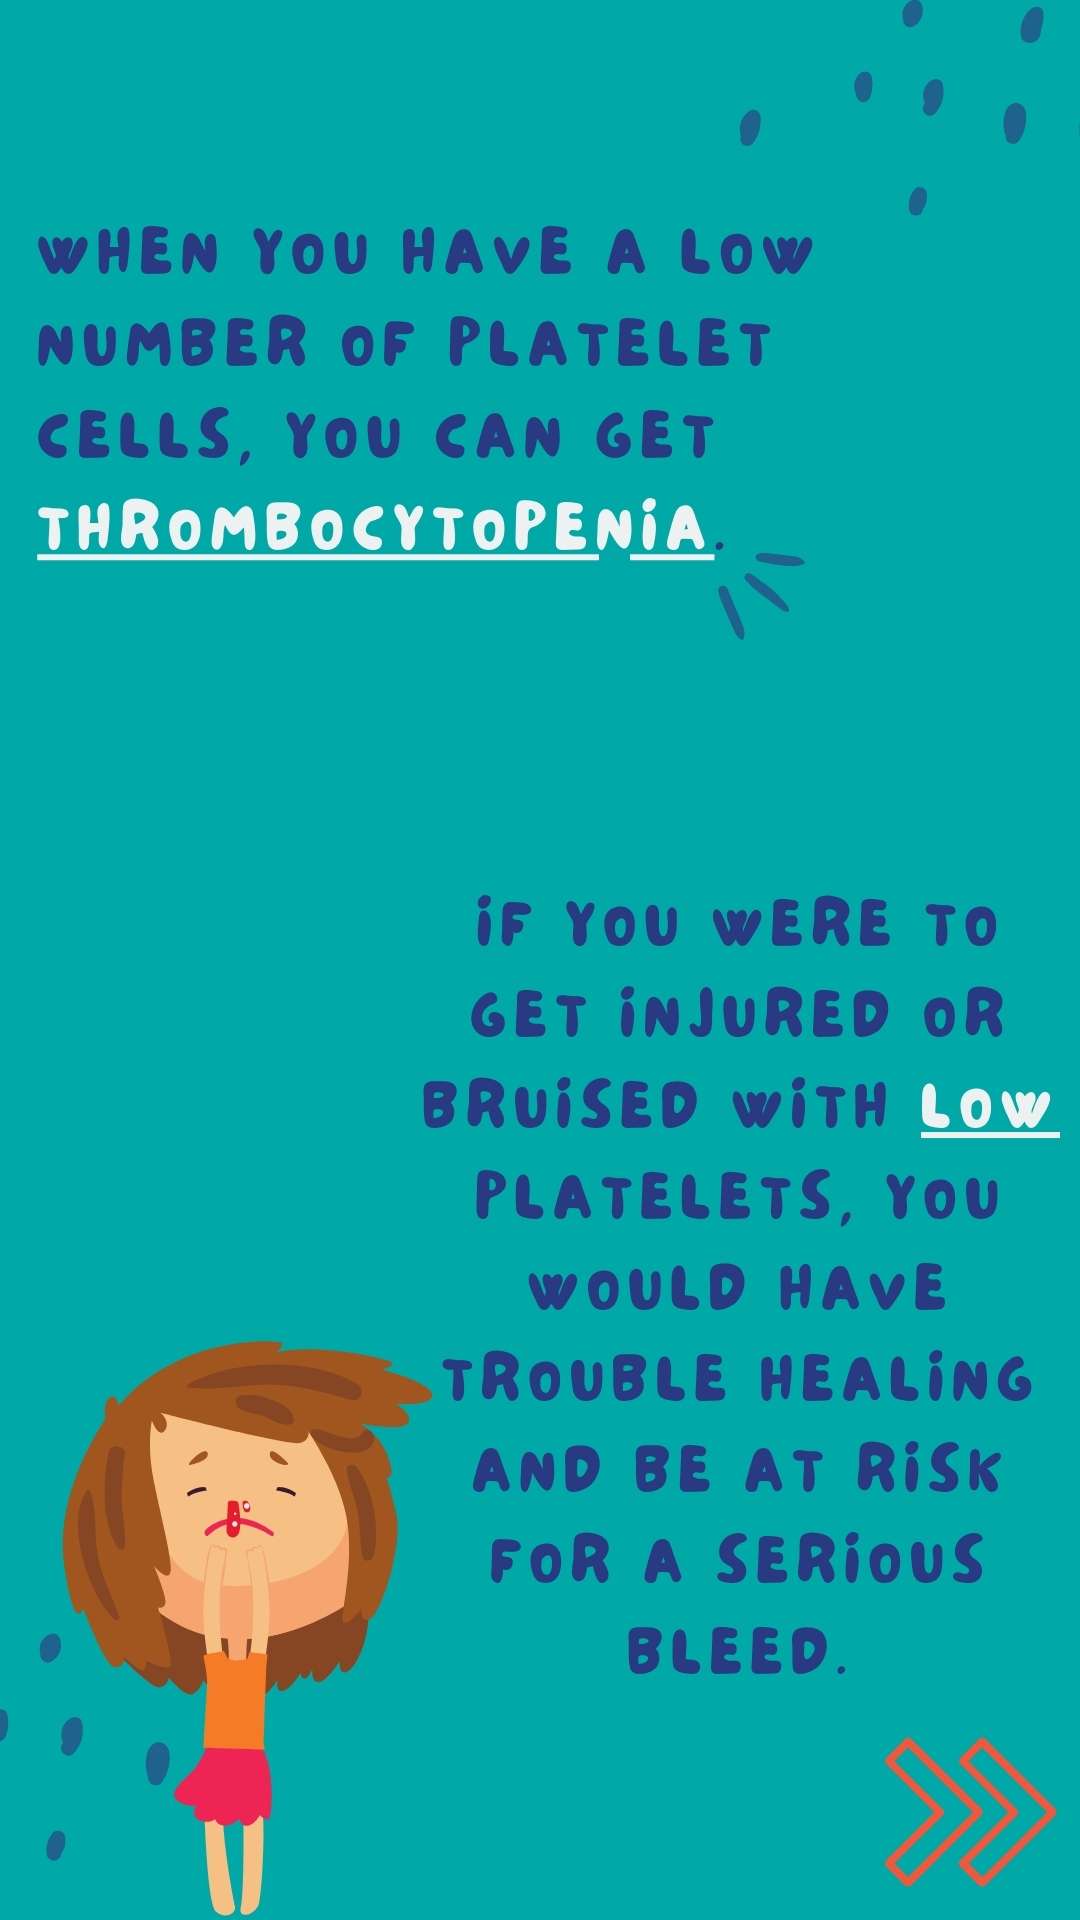 WHEN YOU HAVE A LOW
NUMBER OF PLATELET
CELLS, YOU CAN GET
THROMBOCYTOPENIA.
IF YOU WERE TO
GET INJURED OR
BRUISED WITH LOW
PLATELETS, YOU
WOULD HAVE
TROUBLE HEALING
AND BE AT RISK
FOR A SERIOUS
BLEED.